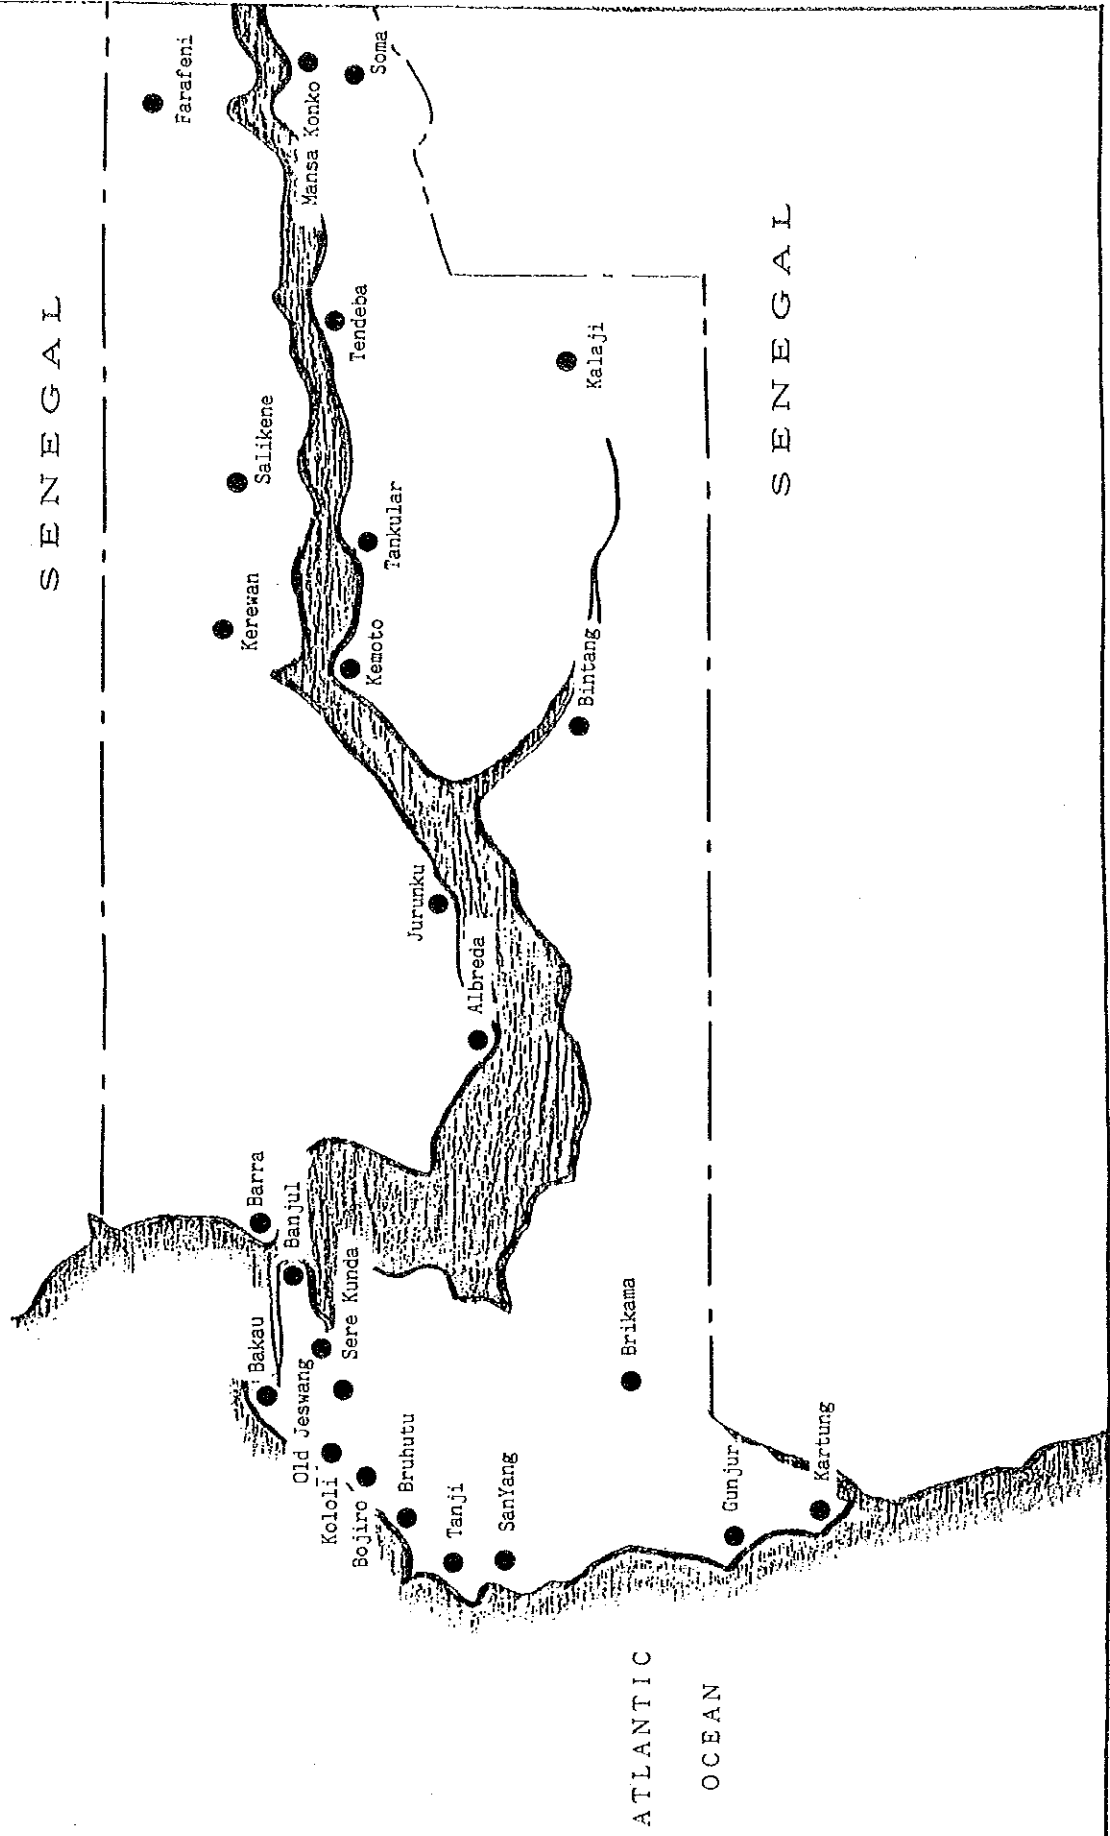 SENEGAL
Farafeni
Mansa Konko
Soma
Tendeba
Salikene
Kerewan
Tankular
Kemoto
Kalaji
Bintang
SENEGAL
Jurunku
Albreda
Barra
Banjul
Bakau
Old Jeswang
Sere Kunda
Kololi
Bojiro
Bruhutu
Tanji
SanYang
Brikama
Gunjur
Kartung
ATLANTIC
OCEAN